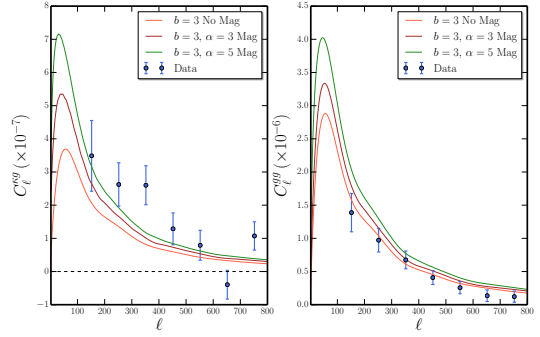 8
7
6
5
4
3
2
1
0
−1
100 200 300 400 500 600 700 800
ℓ
C_ℓ^{κg} (×10^{−7})
b = 3 No Mag
b = 3, α = 3 Mag
b = 3, α = 5 Mag
Data
4.5
4.0
3.5
3.0
2.5
2.0
1.5
1.0
0.5
0.0
100 200 300 400 500 600 700 800
ℓ
C_ℓ^{gg} (×10^{−6})
b = 3 No Mag
b = 3, α = 3 Mag
b = 3, α = 5 Mag
Data